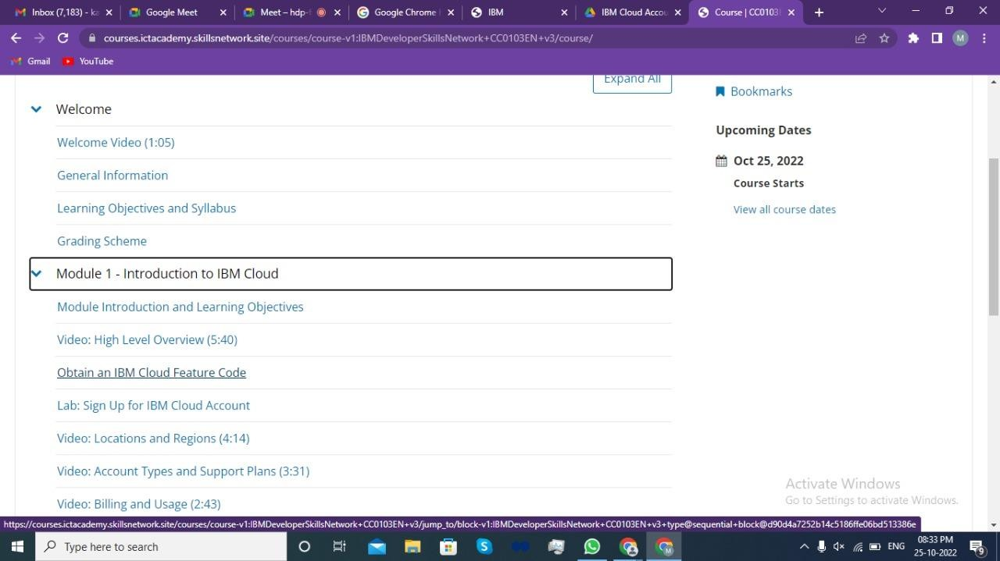 Inbox (7,183) - ka
Google Meet
Meet – hdp-f
Google Chrome
IBM
IBM Cloud Accou
Course | CC0103E
courses.ictacademy.skillsnetwork.site/courses/course-v1:IBMDeveloperSkillsNetwork+CC0103EN+v3/course/
M
Gmail
YouTube
Expand All
Welcome
Welcome Video (1:05)
General Information
Learning Objectives and Syllabus
Grading Scheme
Module 1 - Introduction to IBM Cloud
Module Introduction and Learning Objectives
Video: High Level Overview (5:40)
Obtain an IBM Cloud Feature Code
Lab: Sign Up for IBM Cloud Account
Video: Locations and Regions (4:14)
Video: Account Types and Support Plans (3:31)
Video: Billing and Usage (2:43)
Bookmarks
Upcoming Dates
Oct 25, 2022
Course Starts
View all course dates
Activate Windows
Go to Settings to activate Windows.
https://courses.ictacademy.skillsnetwork.site/courses/course-v1:IBMDeveloperSkillsNetwork+CC0103EN+v3/jump_to/block-v1:IBMDeveloperSkillsNetwork+CC0103EN+v3+type@sequential+block@d90d4a7252b14c5186ffe06bd513386e
Type here to search
ENG
08:33 PM
25-10-2022
9